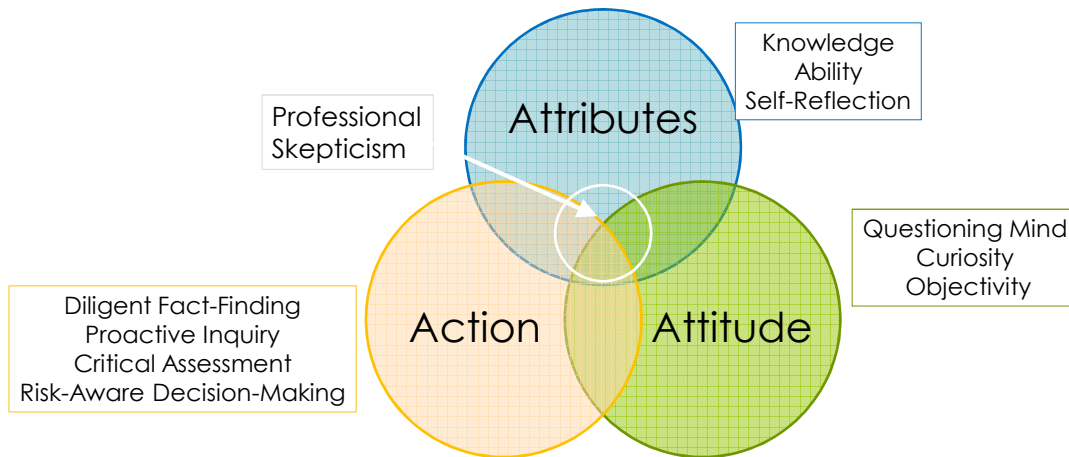 Knowledge
Ability
Self-Reflection
Professional
Skepticism
Attributes
Questioning Mind
Curiosity
Objectivity
Diligent Fact-Finding
Proactive Inquiry
Critical Assessment
Risk-Aware Decision-Making
Action
Attitude